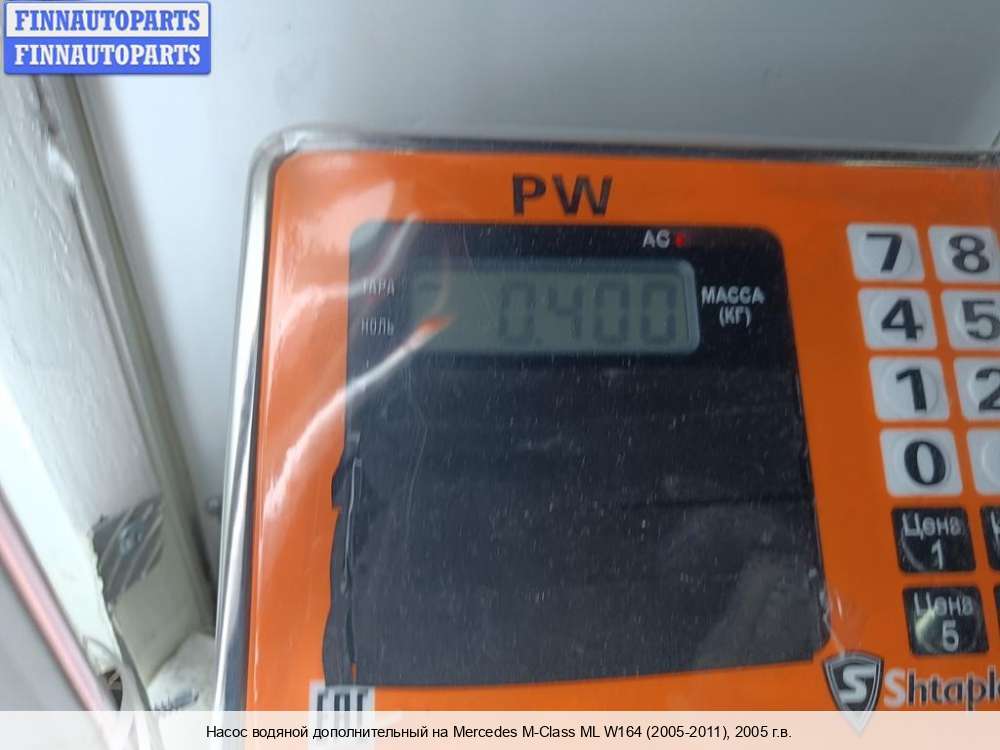 FINNAUTOPARTS
FINNAUTOPARTS
PW
AC
ТАРА
НОЛЬ
0.400
МАССА
(КГ)
7 8
4 5
1 2
0
Цена
1
Цена
5
S
EAC
Насос водяной дополнительный на Mercedes M-Class ML W164 (2005-2011), 2005 г.в.